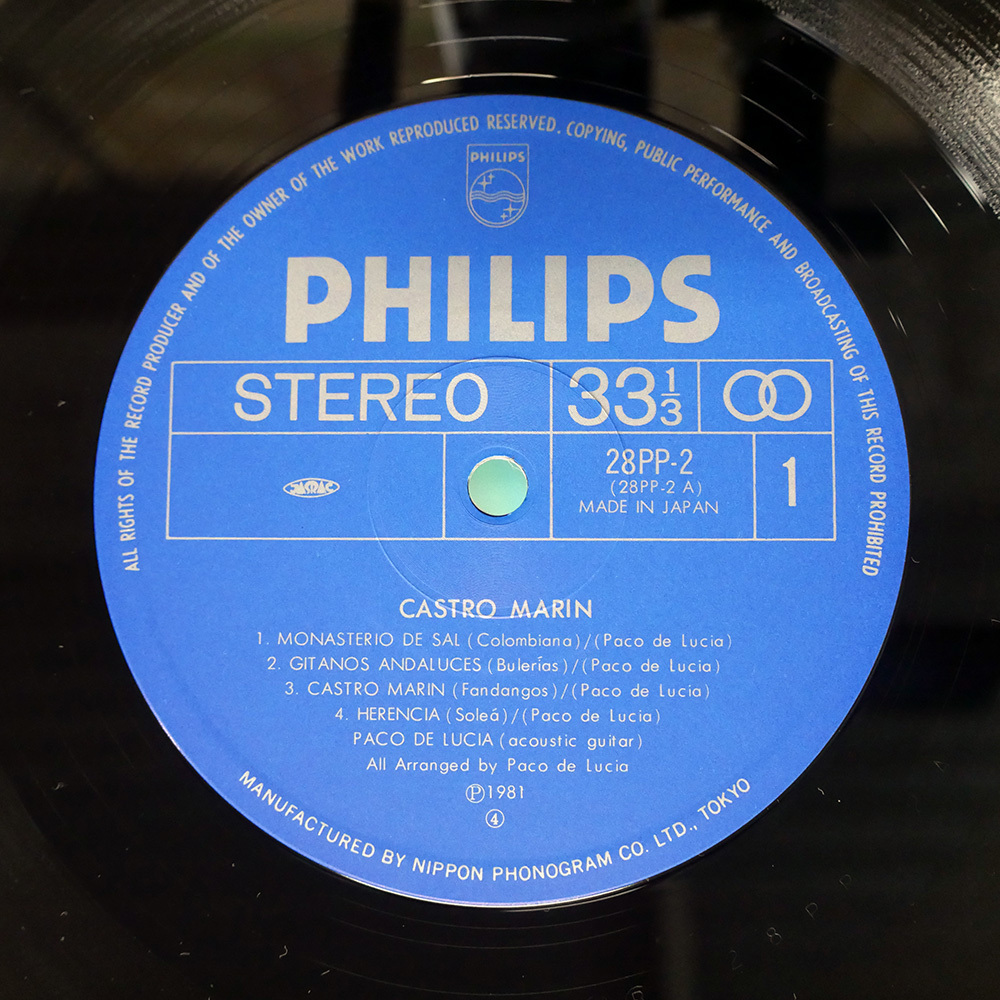 ALL RIGHTS OF THE RECORD PRODUCER AND OF THE OWNER OF THE WORK REPRODUCED RESERVED. COPYING, PUBLIC PERFORMANCE AND BROADCASTING OF THIS RECORD PROHIBITED
PHILIPS
PHILIPS
STEREO 33 1/3
JASRAC 28PP-2 1
(28PP-2 A)
MADE IN JAPAN
CASTRO MARIN
1. MONASTERIO DE SAL (Colombiana)/(Paco de Lucia)
2. GITANOS ANDALUCES (Bulerías)/(Paco de Lucia)
3. CASTRO MARIN (Fandangos)/(Paco de Lucia)
4. HERENCIA (Soleá)/(Paco de Lucia)
PACO DE LUCIA (acoustic guitar)
All Arranged by Paco de Lucia
Ⓟ1981
④
MANUFACTURED BY NIPPON PHONOGRAM CO. LTD., TOKYO